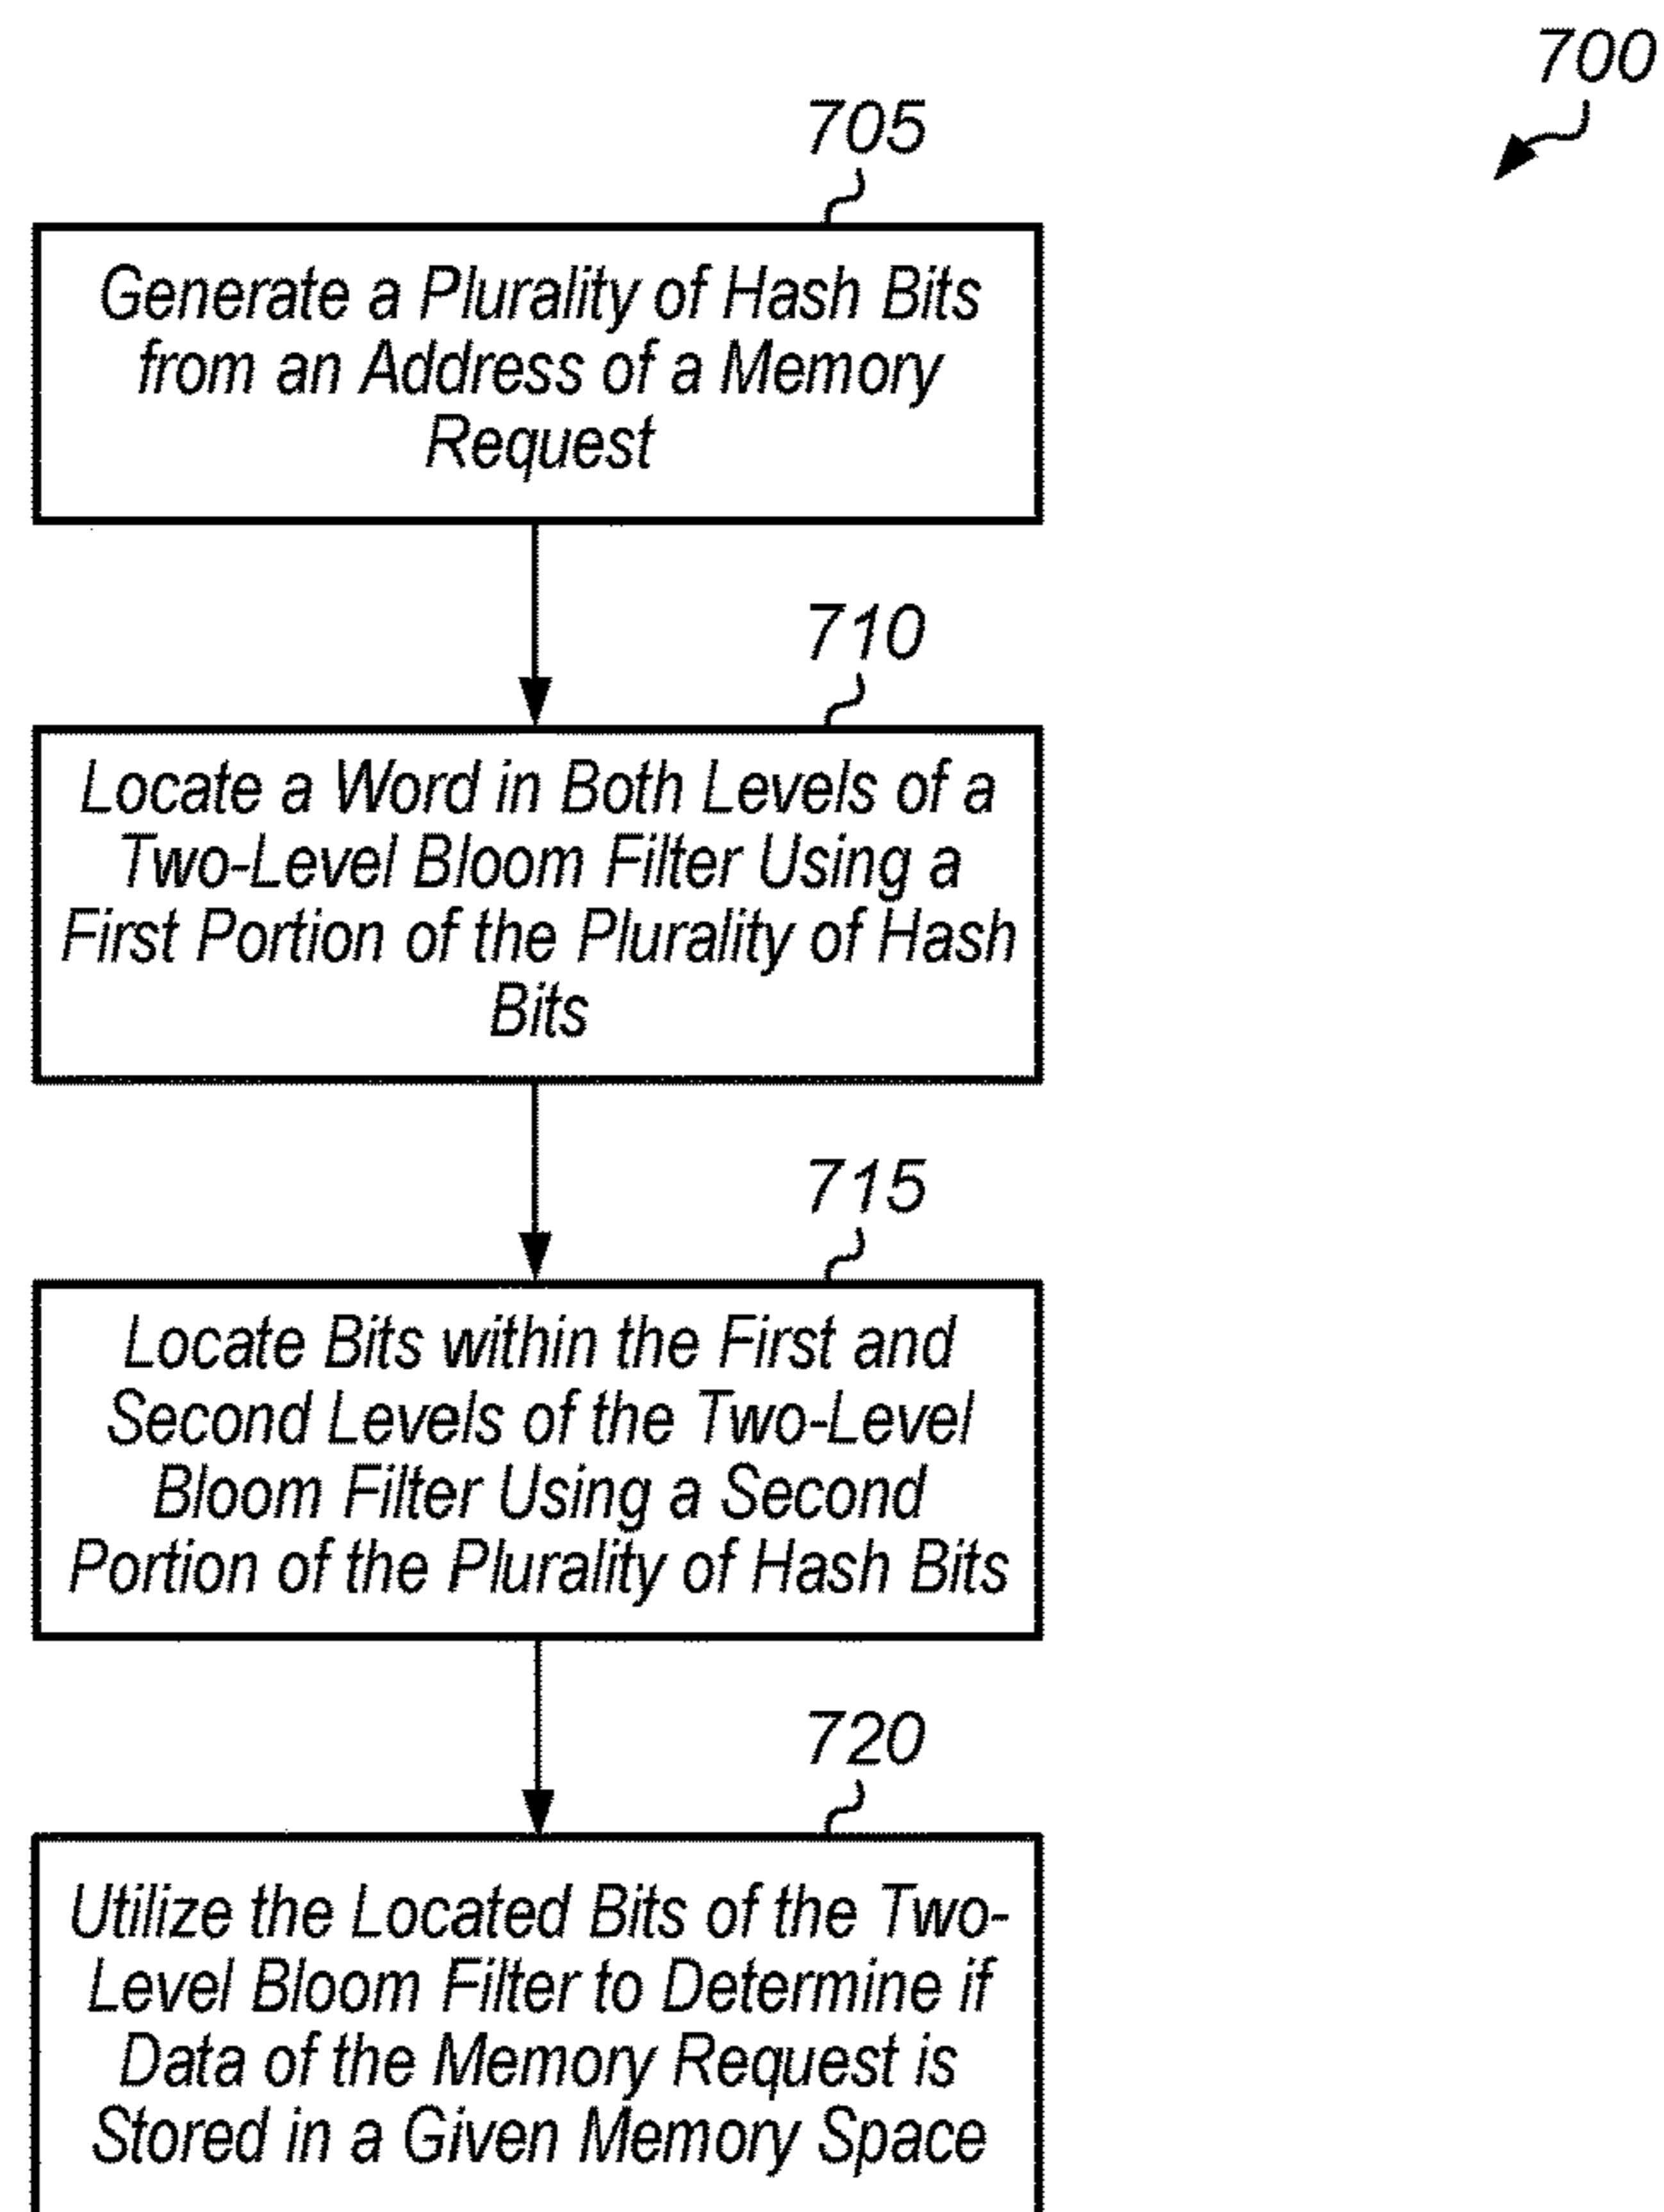 700
705
Generate a Plurality of Hash Bits
from an Address of a Memory
Request
710
Locate a Word in Both Levels of a
Two-Level Bloom Filter Using a
First Portion of the Plurality of Hash
Bits
715
Locate Bits within the First and
Second Levels of the Two-Level
Bloom Filter Using a Second
Portion of the Plurality of Hash Bits
720
Utilize the Located Bits of the Two-
Level Bloom Filter to Determine if
Data of the Memory Request is
Stored in a Given Memory Space